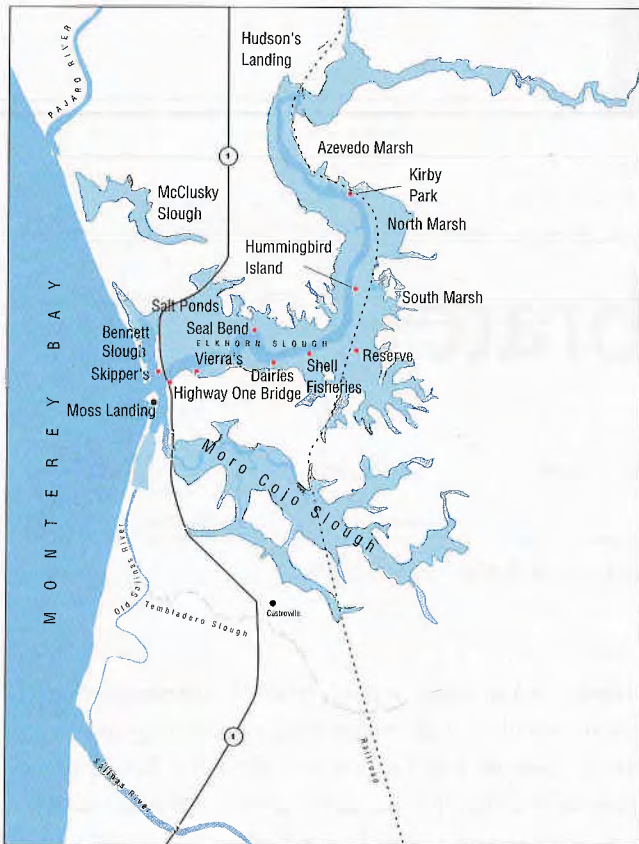 Hudson's
Landing
PAJARO RIVER
Azevedo Marsh
1
Kirby
Park
McClusky
Slough
North Marsh
Hummingbird
Island
South Marsh
Salt Ponds
Bennett
Slough
Seal Bend
ELKHORN SLOUGH
Reserve
Skipper's
Vierra's
Dairies
Shell
Fisheries
Highway One Bridge
Moss Landing
MONTEREY BAY
Moro Cojo Slough
Old Salinas River
Tembladero Slough
Castroville
1
Railroad
Salinas River